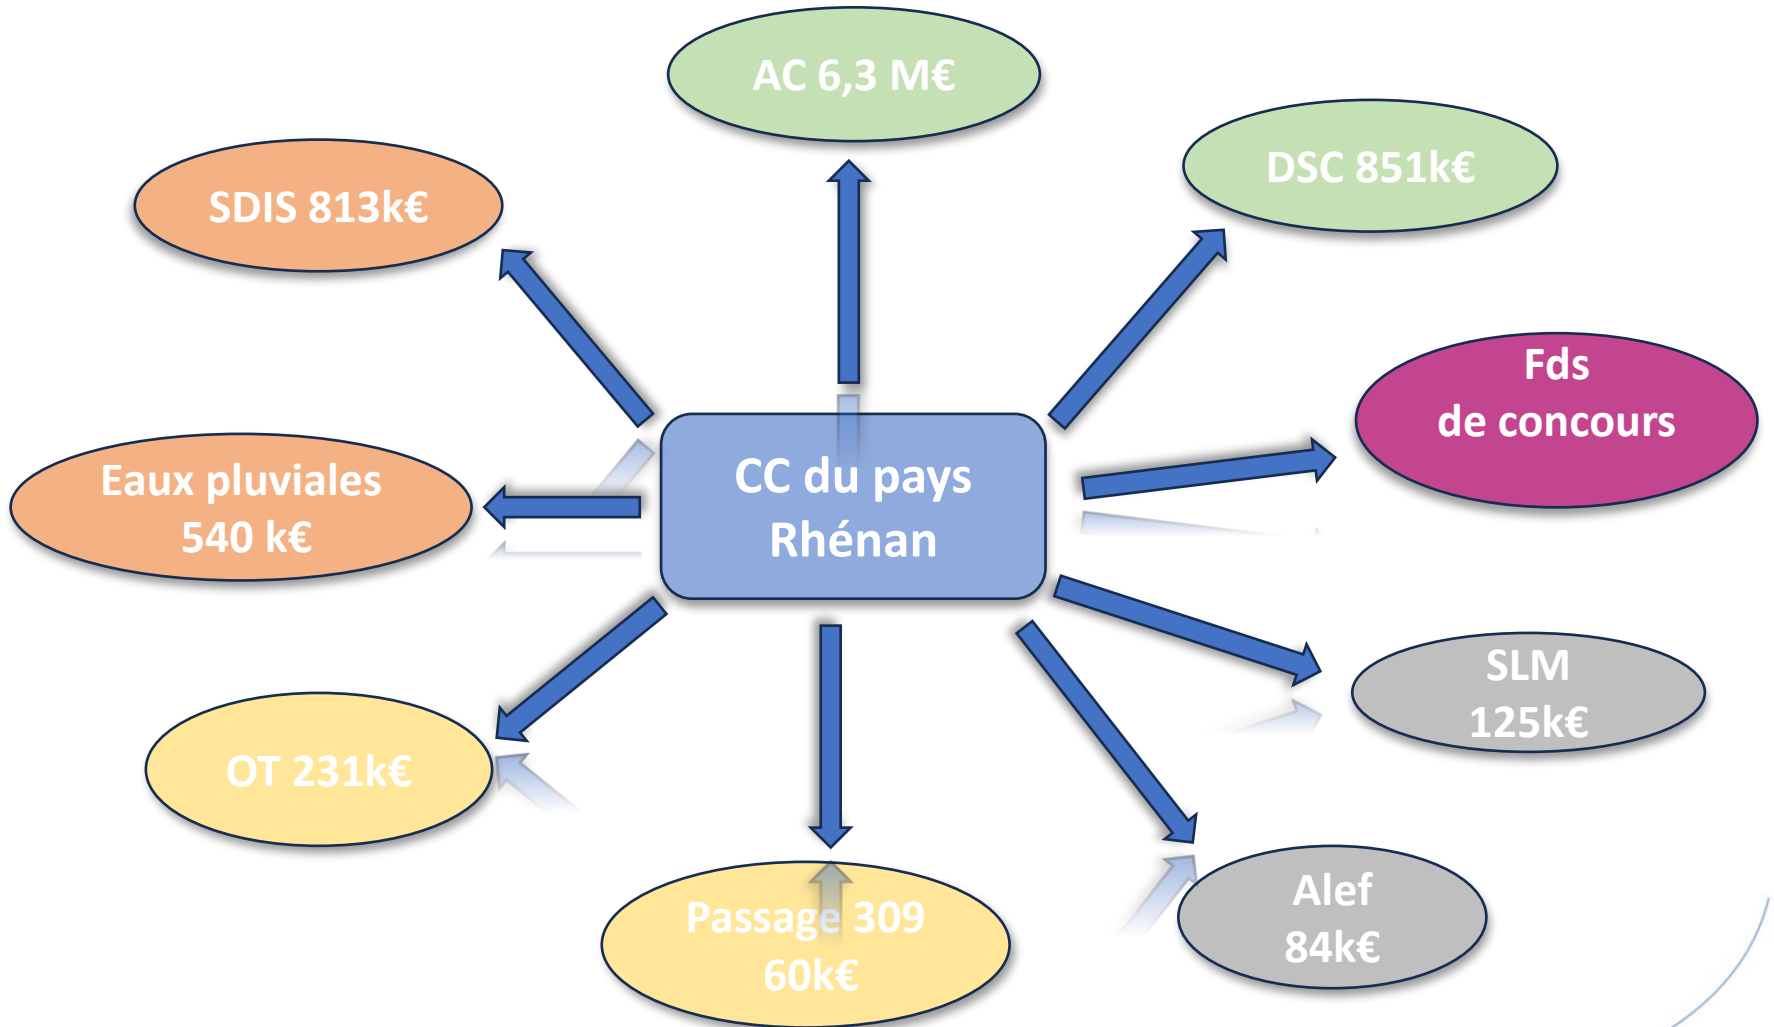 AC 6,3 M€
DSC 851k€
SDIS 813k€
Fds
de concours
Eaux pluviales
540 k€
CC du pays
Rhénan
SLM
125k€
OT 231k€
Alef
84k€
Passage 309
60k€